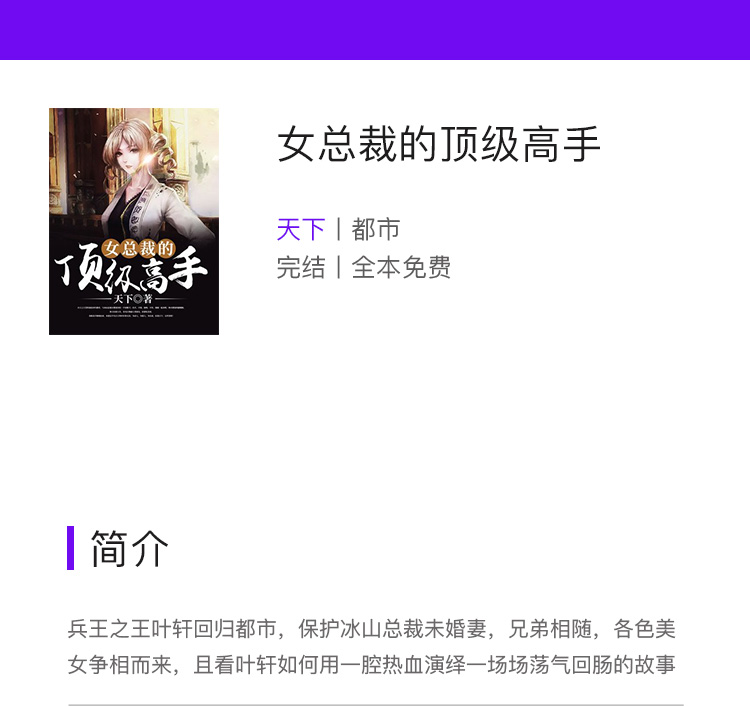 女总裁的
顶级高手
天下◎著
女总裁的顶级高手
天下丨都市
完结丨全本免费
简介
兵王之王叶轩回归都市，保护冰山总裁未婚妻，兄弟相随，各色美
女争相而来，且看叶轩如何用一腔热血演绎一场场荡气回肠的故事